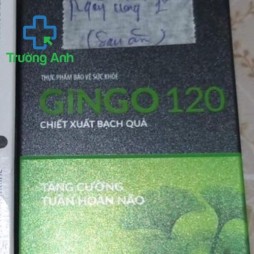 Trường Anh
Ngày uống 1
(Sau ăn)
THỰC PHẨM BẢO VỆ SỨC KHỎE
GINGO 120
CHIẾT XUẤT BẠCH QUẢ
TĂNG CƯỜNG
TUẦN HOÀN NÃO